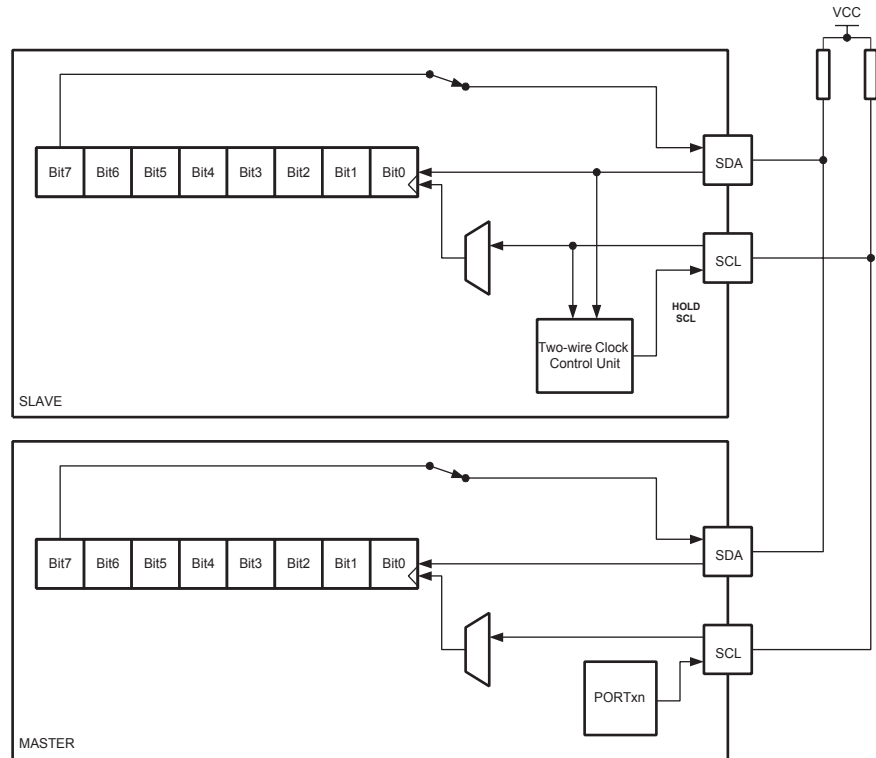 VCC
Bit7 Bit6 Bit5 Bit4 Bit3 Bit2 Bit1 Bit0
SDA
SCL
HOLD
SCL
Two-wire Clock
Control Unit
SLAVE
Bit7 Bit6 Bit5 Bit4 Bit3 Bit2 Bit1 Bit0
SDA
SCL
PORTxn
MASTER